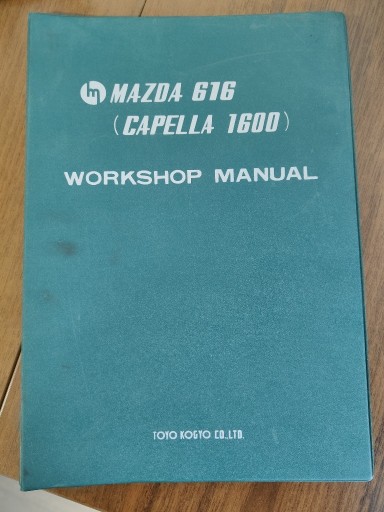 MAZDA 616
(CAPELLA 1600)
WORKSHOP MANUAL
TOYO KOGYO CO.,LTD.